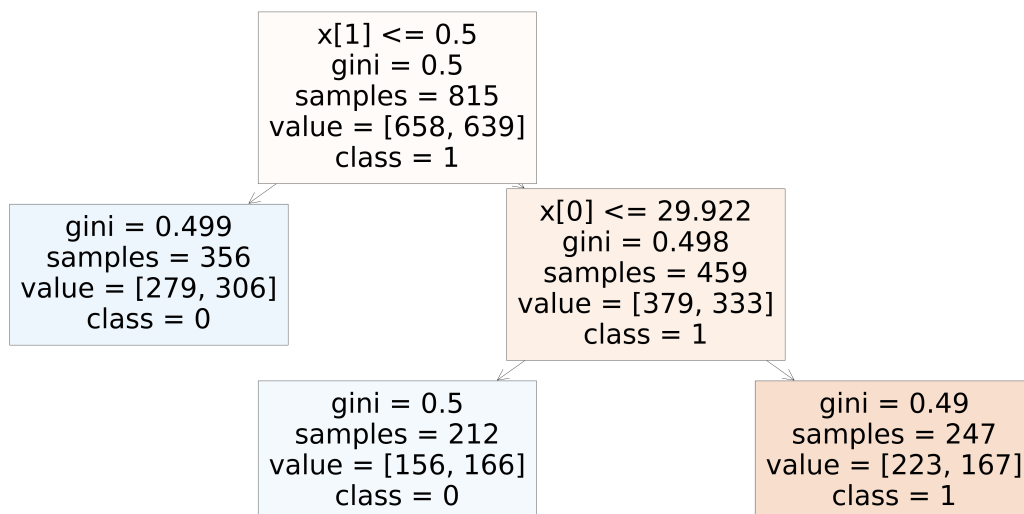 x[1] <= 0.5
gini = 0.5
samples = 815
value = [658, 639]
class = 1
gini = 0.499
samples = 356
value = [279, 306]
class = 0
x[0] <= 29.922
gini = 0.498
samples = 459
value = [379, 333]
class = 1
gini = 0.5
samples = 212
value = [156, 166]
class = 0
gini = 0.49
samples = 247
value = [223, 167]
class = 1